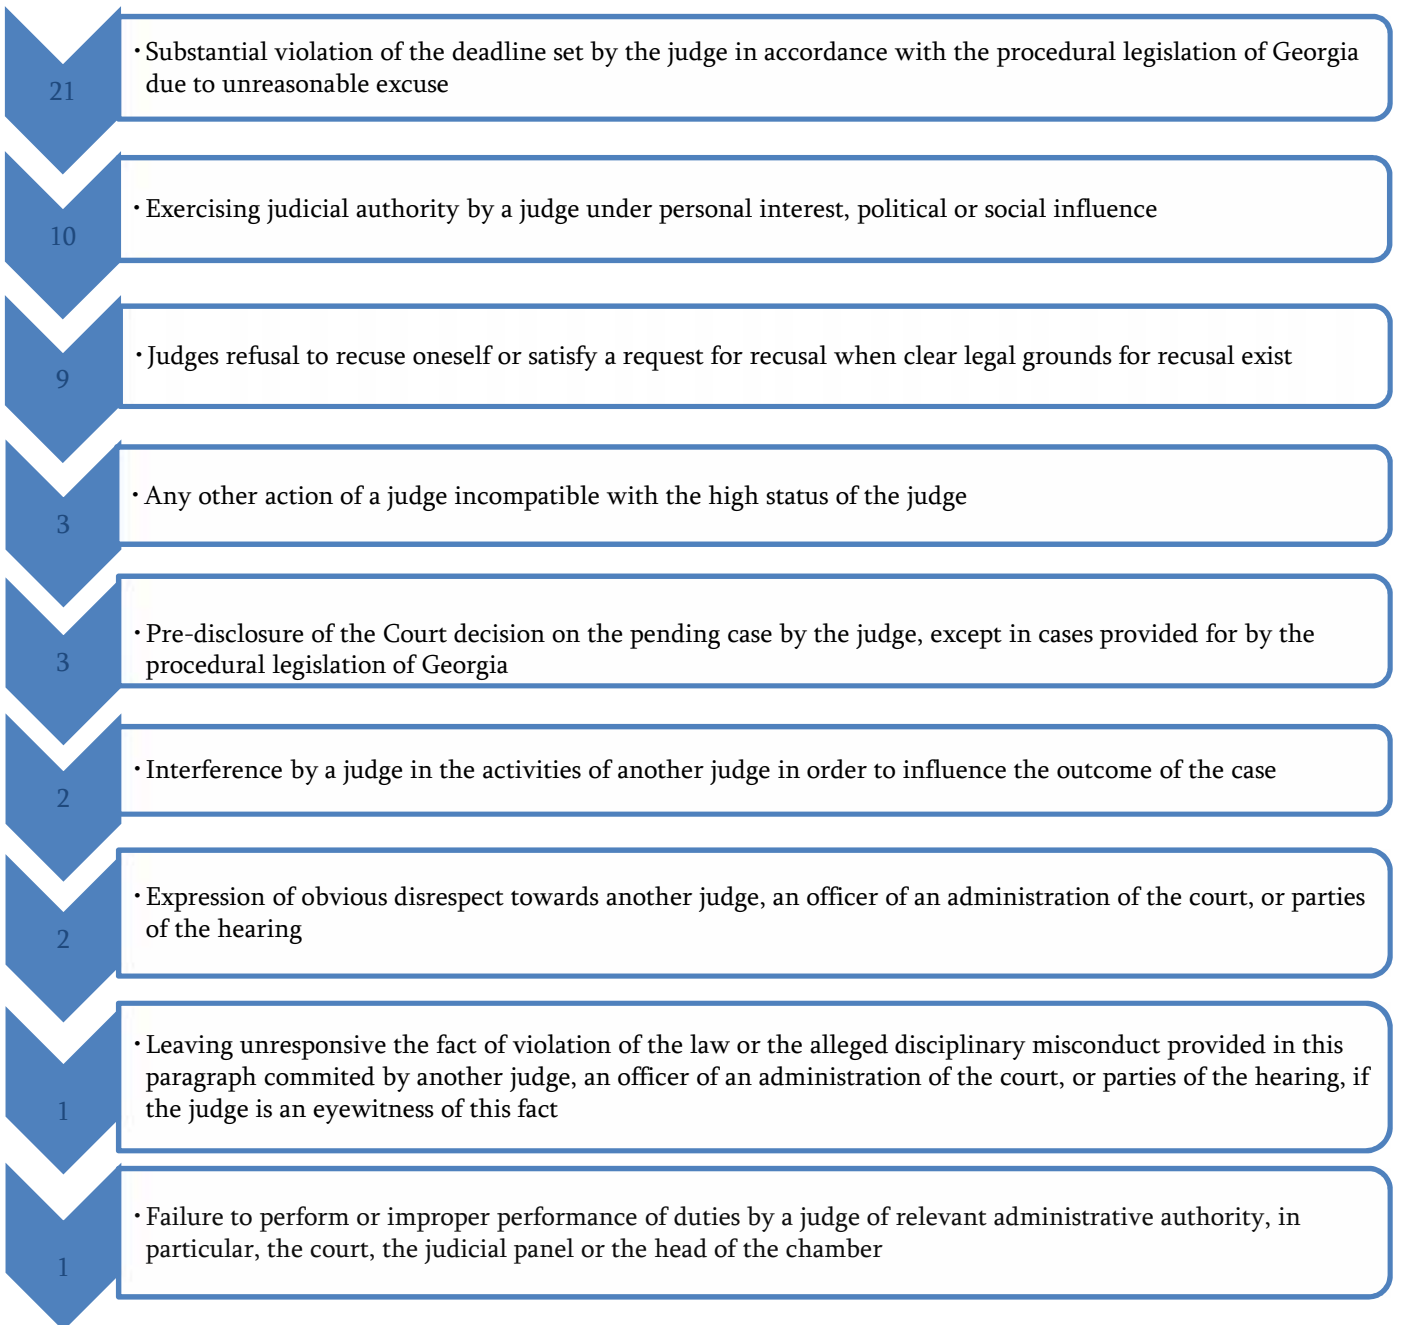 21
• Substantial violation of the deadline set by the judge in accordance with the procedural legislation of Georgia
due to unreasonable excuse
10
• Exercising judicial authority by a judge under personal interest, political or social influence
9
• Judges refusal to recuse oneself or satisfy a request for recusal when clear legal grounds for recusal exist
3
• Any other action of a judge incompatible with the high status of the judge
3
• Pre-disclosure of the Court decision on the pending case by the judge, except in cases provided for by the
procedural legislation of Georgia
2
• Interference by a judge in the activities of another judge in order to influence the outcome of the case
2
• Expression of obvious disrespect towards another judge, an officer of an administration of the court, or parties
of the hearing
1
• Leaving unresponsive the fact of violation of the law or the alleged disciplinary misconduct provided in this
paragraph commited by another judge, an officer of an administration of the court, or parties of the hearing, if
the judge is an eyewitness of this fact
1
• Failure to perform or improper performance of duties by a judge of relevant administrative authority, in
particular, the court, the judicial panel or the head of the chamber